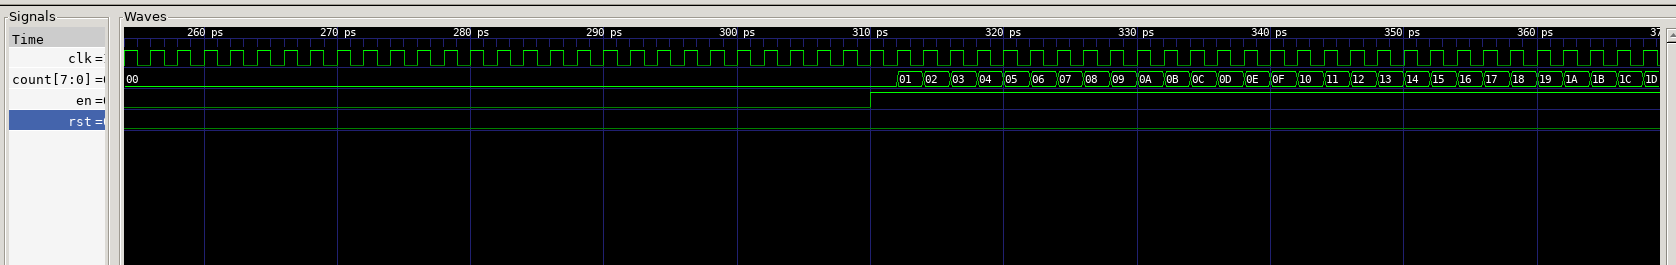 Signals
Waves
Time
260 ps 270 ps 280 ps 290 ps 300 ps 310 ps 320 ps 330 ps 340 ps 350 ps 360 ps 37
clk =
count[7:0] =
00 01 02 03 04 05 06 07 08 09 0A 0B 0C 0D 0E 0F 10 11 12 13 14 15 16 17 18 19 1A 1B 1C 1D
en =
rst =